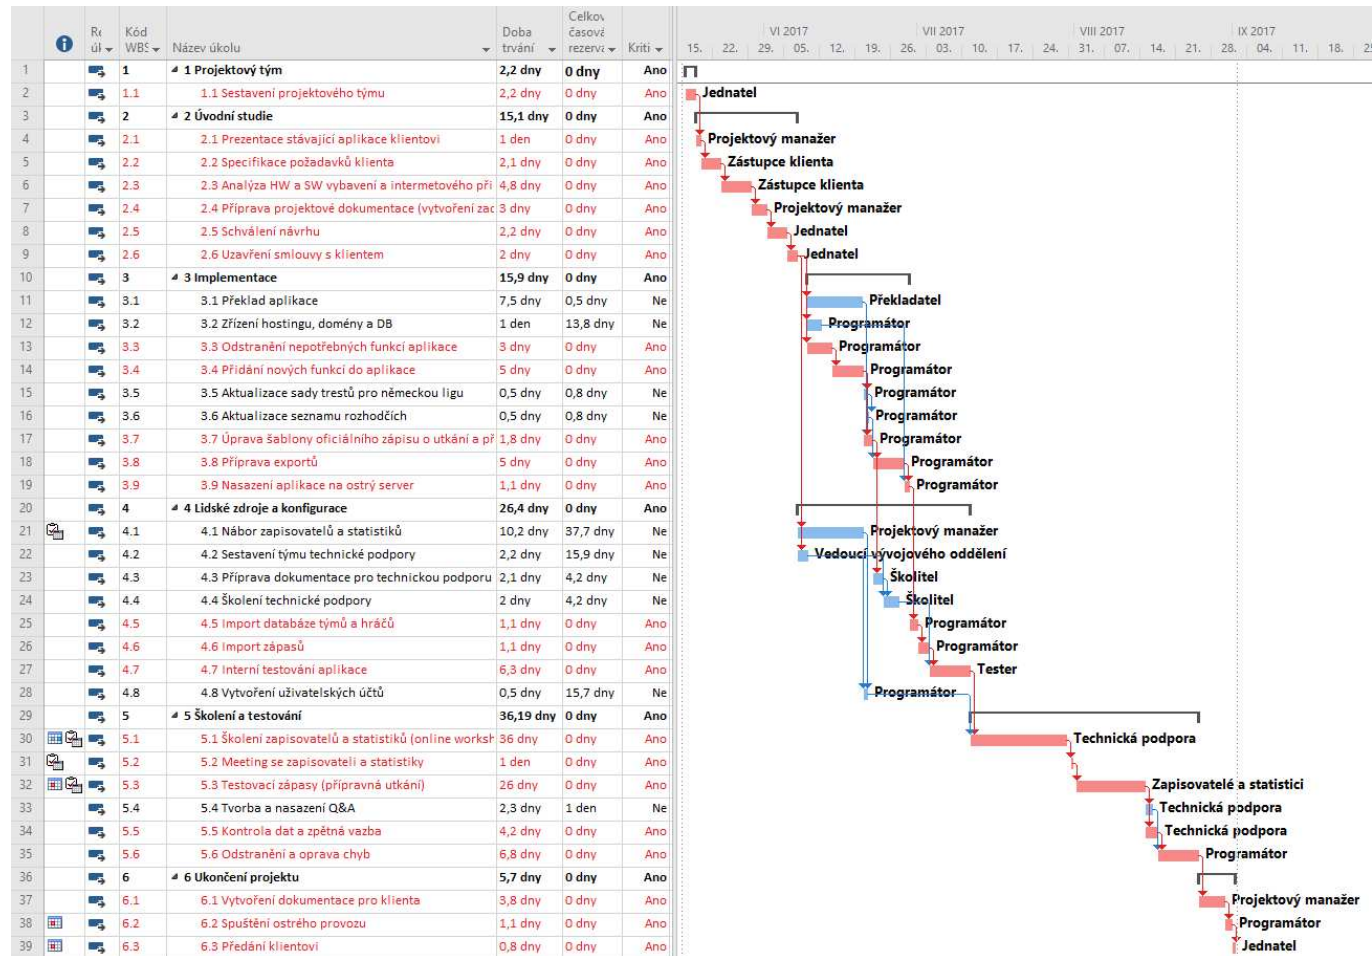 Re Kód Doba Celkov časová
úl WBS Název úkolu trvání rezerva Kriti
VI 2017 VII 2017 VIII 2017 IX 2017
15. 22. 29. 05. 12. 19. 26. 03. 10. 17. 24. 31. 07. 14. 21. 28. 04. 11. 18. 25
1 1 1 Projektový tým 2,2 dny 0 dny Ano
2 1.1 1.1 Sestavení projektového týmu 2,2 dny 0 dny Ano Jednatel
3 2 2 Úvodní studie 15,1 dny 0 dny Ano
4 2.1 2.1 Prezentace stávající aplikace klientovi 1 den 0 dny Ano Projektový manažer
5 2.2 2.2 Specifikace požadavků klienta 2,1 dny 0 dny Ano Zástupce klienta
6 2.3 2.3 Analýza HW a SW vybavení a intermetového při 4,8 dny 0 dny Ano Zástupce klienta
7 2.4 2.4 Příprava projektové dokumentace (vytvoření zac 3 dny 0 dny Ano Projektový manažer
8 2.5 2.5 Schválení návrhu 2,2 dny 0 dny Ano Jednatel
9 2.6 2.6 Uzavření smlouvy s klientem 2 dny 0 dny Ano Jednatel
10 3 3 Implementace 15,9 dny 0 dny Ano
11 3.1 3.1 Překlad aplikace 7,5 dny 0,5 dny Ne Překladatel
12 3.2 3.2 Zřízení hostingu, domény a DB 1 den 13,8 dny Ne Programátor
13 3.3 3.3 Odstranění nepotřebných funkcí aplikace 3 dny 0 dny Ano Programátor
14 3.4 3.4 Přidání nových funkcí do aplikace 5 dny 0 dny Ano Programátor
15 3.5 3.5 Aktualizace sady trestů pro německou ligu 0,5 dny 0,8 dny Ne Programátor
16 3.6 3.6 Aktualizace seznamu rozhodčích 0,5 dny 0,8 dny Ne Programátor
17 3.7 3.7 Úprava šablony oficiálního zápisu o utkání a př 1,8 dny 0 dny Ano Programátor
18 3.8 3.8 Příprava exportů 5 dny 0 dny Ano Programátor
19 3.9 3.9 Nasazení aplikace na ostrý server 1,1 dny 0 dny Ano Programátor
20 4 4 Lidské zdroje a konfigurace 26,4 dny 0 dny Ano
21 4.1 4.1 Nábor zapisovatelů a statistiků 10,2 dny 37,7 dny Ne Projektový manažer
22 4.2 4.2 Sestavení týmu technické podpory 2,2 dny 15,9 dny Ne Vedoucí vývojového oddělení
23 4.3 4.3 Příprava dokumentace pro technickou podporu 2,1 dny 4,2 dny Ne Školitel
24 4.4 4.4 Školení technické podpory 2 dny 4,2 dny Ne Školitel
25 4.5 4.5 Import databáze týmů a hráčů 1,1 dny 0 dny Ano Programátor
26 4.6 4.6 Import zápasů 1,1 dny 0 dny Ano Programátor
27 4.7 4.7 Interní testování aplikace 6,3 dny 0 dny Ano Tester
28 4.8 4.8 Vytvoření uživatelských účtů 0,5 dny 15,7 dny Ne Programátor
29 5 5 Školení a testování 36,19 dny 0 dny Ano
30 5.1 5.1 Školení zapisovatelů a statistiků (online worksh 36 dny 0 dny Ano Technická podpora
31 5.2 5.2 Meeting se zapisovateli a statistiky 1 den 0 dny Ano
32 5.3 5.3 Testovací zápasy (přípravná utkání) 26 dny 0 dny Ano Zapisovatelé a statistici
33 5.4 5.4 Tvorba a nasazení Q&A 2,3 dny 1 den Ne Technická podpora
34 5.5 5.5 Kontrola dat a zpětná vazba 4,2 dny 0 dny Ano Technická podpora
35 5.6 5.6 Odstranění a oprava chyb 6,8 dny 0 dny Ano Programátor
36 6 6 Ukončení projektu 5,7 dny 0 dny Ano
37 6.1 6.1 Vytvoření dokumentace pro klienta 3,8 dny 0 dny Ano Projektový manažer
38 6.2 6.2 Spuštění ostrého provozu 1,1 dny 0 dny Ano Programátor
39 6.3 6.3 Předání klientovi 0,8 dny 0 dny Ano Jednatel